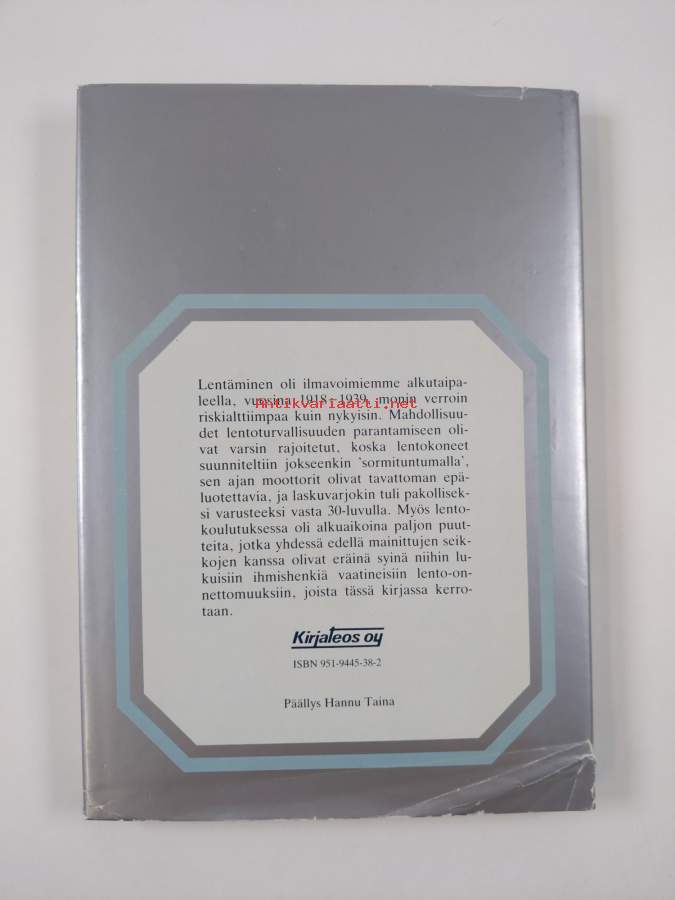 Lentäminen oli ilmavoimiemme alkutaipa-
leella, vuosina 1918–1939, monin verroin
Antikvariaatti.net
riskialttiimpaa kuin nykyisin. Mahdollisuu-
det lentoturvallisuuden parantamiseen oli-
vat varsin rajoitetut, koska lentokoneet
suunniteltiin jokseenkin 'sormituntumalla',
sen ajan moottorit olivat tavattoman epä-
luotettavia, ja laskuvarjokin tuli pakollisek-
si varusteeksi vasta 30-luvulla. Myös lento-
koulutuksessa oli alkuaikoina paljon puut-
teita, jotka yhdessä edellä mainittujen seik-
kojen kanssa olivat eräinä syinä niihin lu-
kuisiin ihmishenkiä vaatineisiin lento-on-
nettomuuksiin, joista tässä kirjassa kerro-
taan.
Kirjateos oy
ISBN 951-9445-38-2
Päällys Hannu Taina